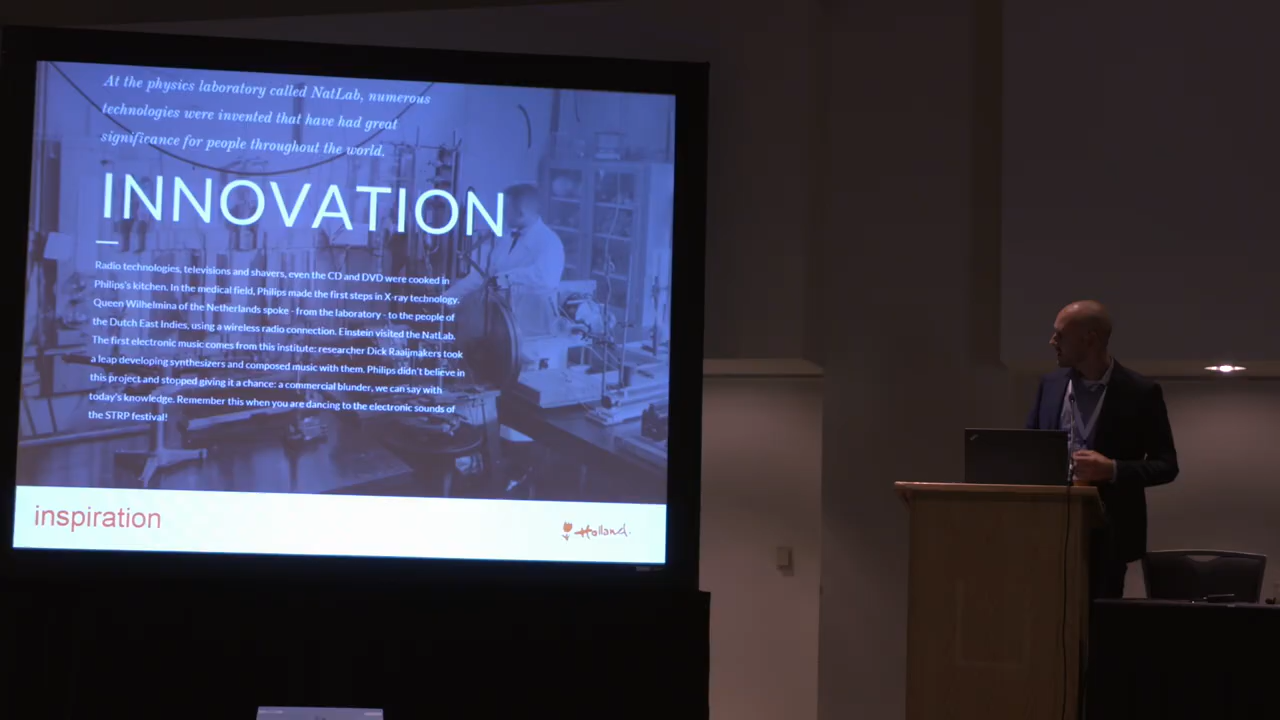 At the physics laboratory called NatLab, numerous
technologies were invented that have had great
significance for people throughout the world.
INNOVATION
Radio technologies, televisions and shavers, even the CD and DVD were cooked in
Philips's kitchen. In the medical field, Philips made the first steps in X-ray technology.
Queen Wilhelmina of the Netherlands spoke - from the laboratory - to the people of
the Dutch East Indies, using a wireless radio connection. Einstein visited the NatLab.
The first electronic music comes from this institute: researcher Dick Raaijmakers took
a leap developing synthesizers and composed music with them. Philips didn't believe in
this project and stopped giving it a chance: a commercial blunder, we can say with
today's knowledge. Remember this when you are dancing to the electronic sounds of
the STRP festival!
inspiration
Holland.